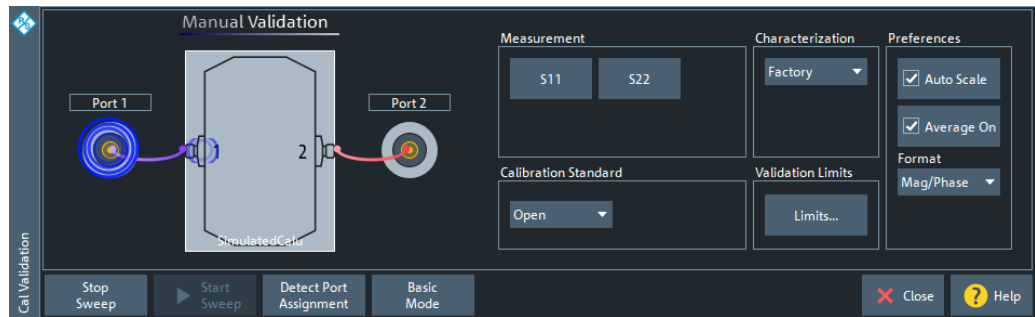 R&S
Cal Validation
Manual Validation
Port 1
Port 2
1
2
SimulatedCalu
Measurement
S11
S22
Calibration Standard
Open
Characterization
Factory
Validation Limits
Limits...
Preferences
Auto Scale
Average On
Format
Mag/Phase
Stop
Sweep
Start
Sweep
Detect Port
Assignment
Basic
Mode
Close
? Help